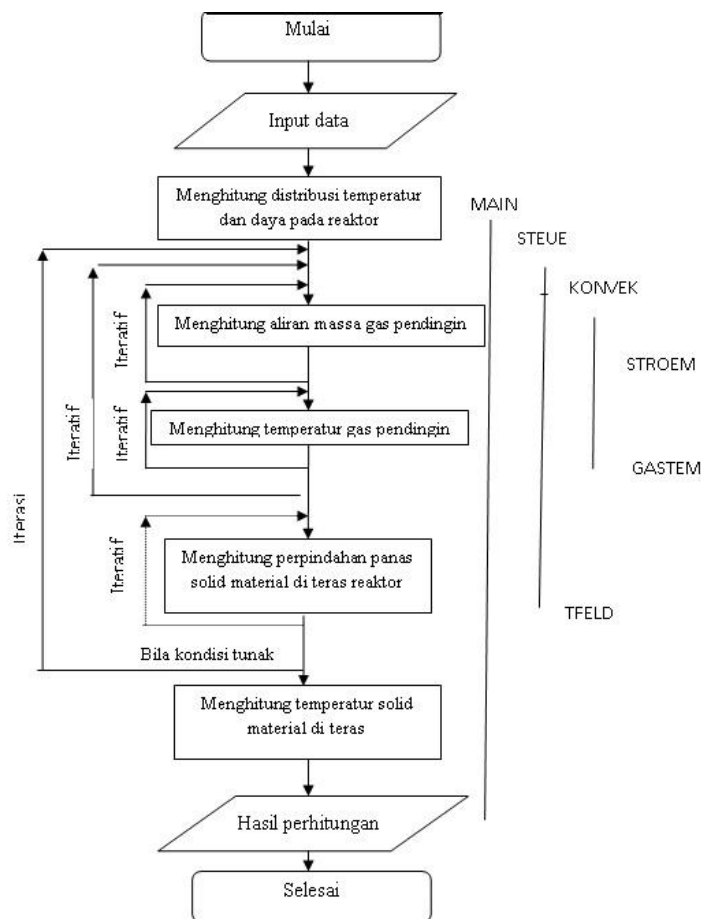 Mulai
Input data
Menghitung distribusi temperatur
dan daya pada reaktor
MAIN
STEUE
KONVEK
Iteratif
Menghitung aliran massa gas pendingin
STROEM
Iteratif
Iteratif
Menghitung temperatur gas pendingin
GASTEM
Iterasi
Iteratif
Menghitung perpindahan panas
solid material di teras reaktor
TFELD
Bila kondisi tunak
Menghitung temperatur solid
material di teras
Hasil perhitungan
Selesai